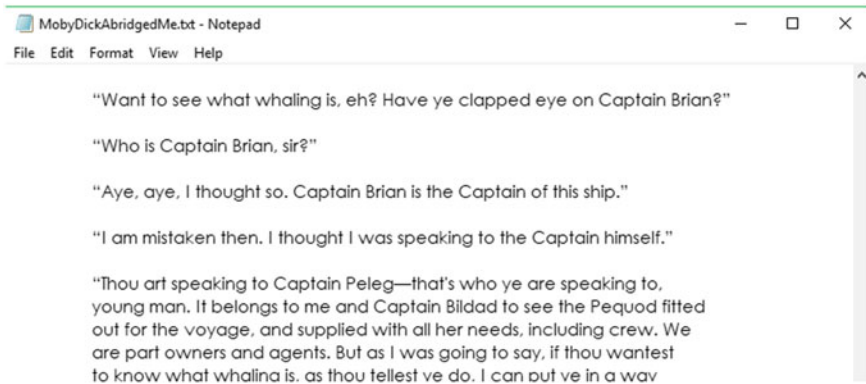 MobyDickAbridgedMe.txt - Notepad
File Edit Format View Help
“Want to see what whaling is, eh? Have ye clapped eye on Captain Brian?”
“Who is Captain Brian, sir?”
“Aye, aye, I thought so. Captain Brian is the Captain of this ship.”
“I am mistaken then. I thought I was speaking to the Captain himself.”
“Thou art speaking to Captain Peleg—that's who ye are speaking to,
young man. It belongs to me and Captain Bildad to see the Pequod fitted
out for the voyage, and supplied with all her needs, including crew. We
are part owners and agents. But as I was going to say, if thou wantest
to know what whaling is, as thou tellest ye do, I can put ye in a way